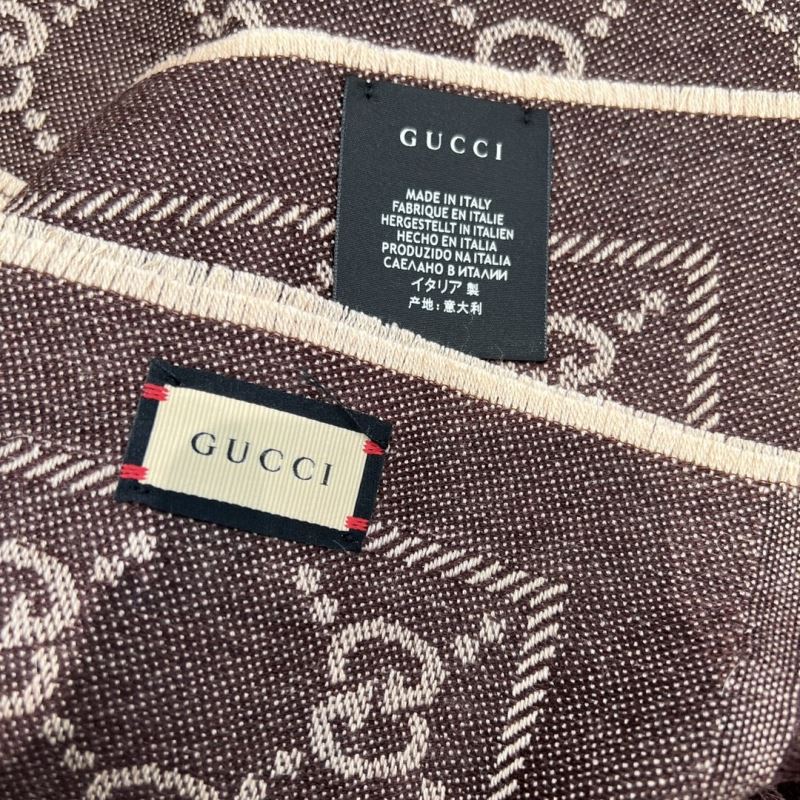 GUCCI
MADE IN ITALY
FABRIQUE EN ITALIE
HERGESTELLT IN ITALIEN
HECHO EN ITALIA
PRODUZIDO NA ITALIA
СДЕЛАНО В ИТАЛИИ
イタリア 製
产地: 意大利
GUCCI